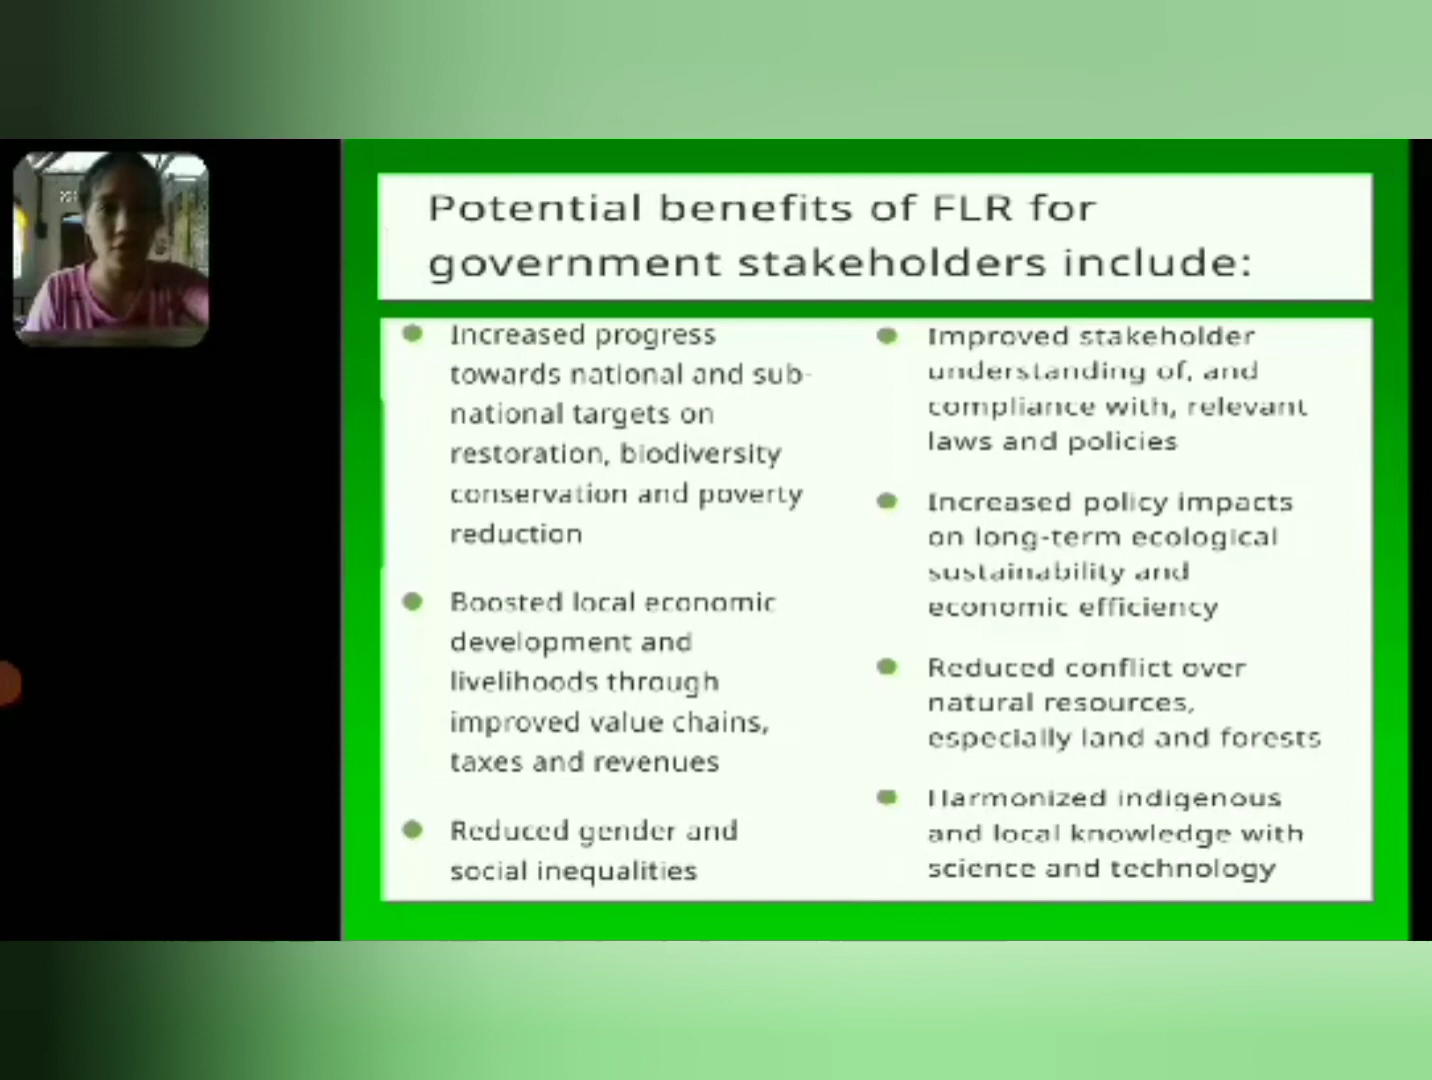 Potential benefits of FLR for
government stakeholders include:
Increased progress
towards national and sub-
national targets on
restoration, biodiversity
conservation and poverty
reduction
Boosted local economic
development and
livelihoods through
improved value chains,
taxes and revenues
Reduced gender and
social inequalities
Improved stakeholder
understanding of, and
compliance with, relevant
laws and policies
Increased policy impacts
on long-term ecological
sustainability and
economic efficiency
Reduced conflict over
natural resources,
especially land and forests
Harmonized indigenous
and local knowledge with
science and technology